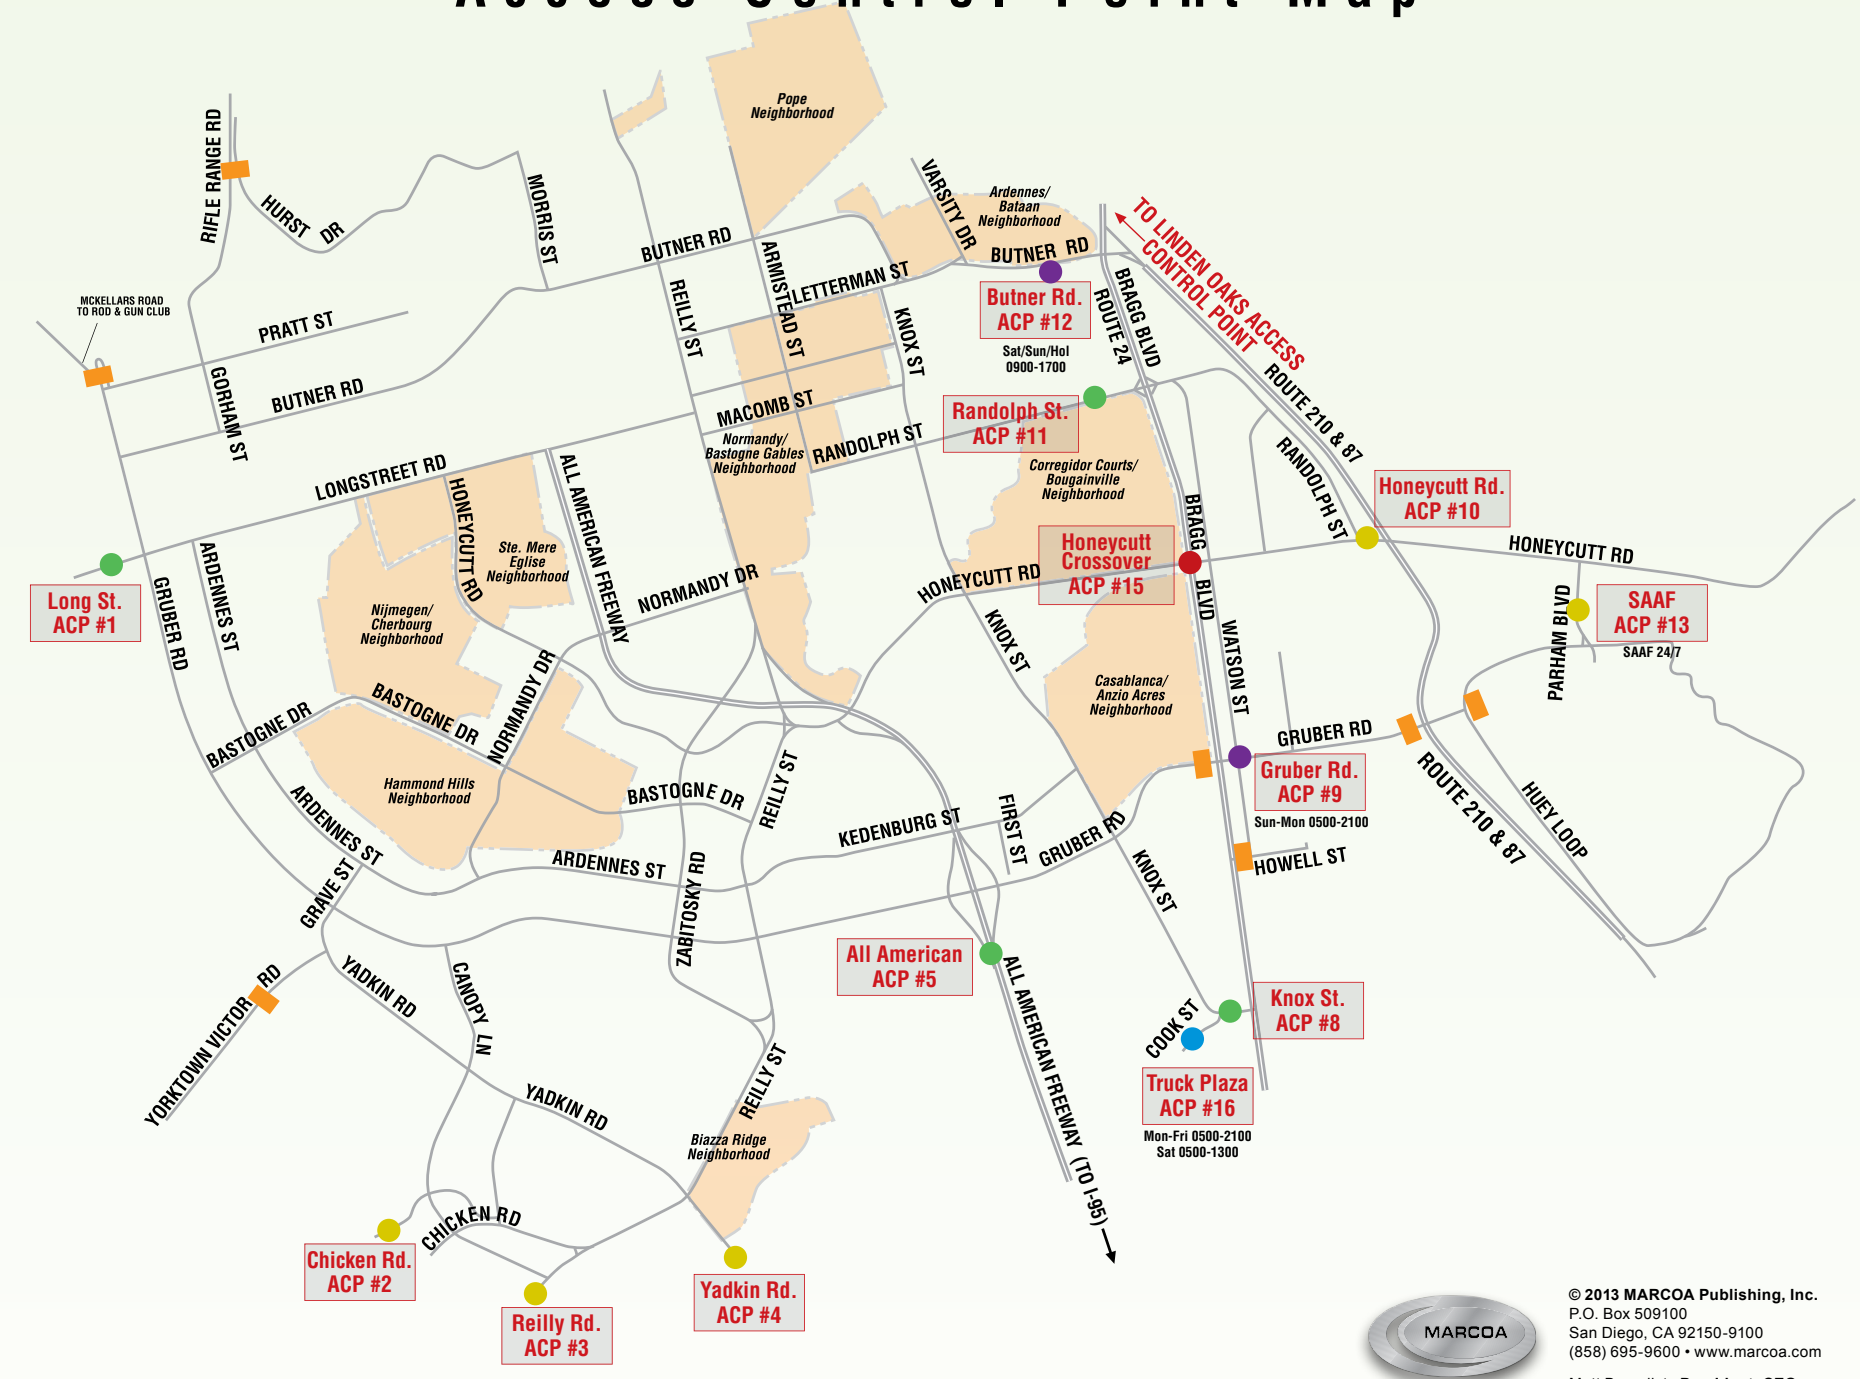 Access Control Point Map
Pope
Neighborhood
RIFLE RANGE RD
HURST DR
MORRIS ST
BUTNER RD
VARSITY DR
Ardennes/
Bataan
Neighborhood
BUTNER RD
TO LINDEN OAKS ACCESS
CONTROL POINT
ARMISTEAD ST
LETTERMAN ST
REILLY ST
KNOX ST
Butner Rd.
ACP #12
Sat/Sun/Hol
0900-1700
BRAGG BLVD
ROUTE 24
MCKELLARS ROAD
TO ROD & GUN CLUB
PRATT ST
BUTNER RD
GORHAM ST
ROUTE 210 & 87
MACOMB ST
Normandy/
Bastogne Gables
Neighborhood
RANDOLPH ST
Randolph St.
ACP #11
RANDOLPH ST
LONGSTREET RD
HONEYCUTT RD
ALL AMERICAN FREEWAY
Corregidor Courts/
Bougainville
Neighborhood
Honeycutt Rd.
ACP #10
BRAGG BLVD
HONEYCUTT RD
Ste. Mere
Eglise
Neighborhood
Honeycutt
Crossover
ACP #15
HONEYCUTT RD
NORMANDY DR
Long St.
ACP #1
GRUBER RD
ARDENNES ST
Nijmegen/
Cherbourg
Neighborhood
KNOX ST
WATSON ST
PARHAM BLVD
SAAF
ACP #13
SAAF 24/7
BASTOGNE DR
BASTOGNE DR
NORMANDY DR
Casablanca/
Anzio Acres
Neighborhood
GRUBER RD
Gruber Rd.
ACP #9
Sun-Mon 0500-2100
Hammond Hills
Neighborhood
BASTOGNE DR
REILLY ST
ROUTE 210 & 87
HUEY LOOP
ARDENNES ST
ARDENNES ST
KEDENBURG ST
FIRST ST
GRUBER RD
KNOX ST
HOWELL ST
GRAVE ST
ZABITOSKY RD
All American
ACP #5
YORKTOWN VICTOR RD
YADKIN RD
CANOPY LN
ALL AMERICAN FREEWAY (TO I-95)
COOK ST
Knox St.
ACP #8
Truck Plaza
ACP #16
Mon-Fri 0500-2100
Sat 0500-1300
YADKIN RD
REILLY ST
Biazza Ridge
Neighborhood
CHICKEN RD
Chicken Rd.
ACP #2
Reilly Rd.
ACP #3
Yadkin Rd.
ACP #4
MARCOA
© 2013 MARCOA Publishing, Inc.
P.O. Box 509100
San Diego, CA 92150-9100
(858) 695-9600 • www.marcoa.com